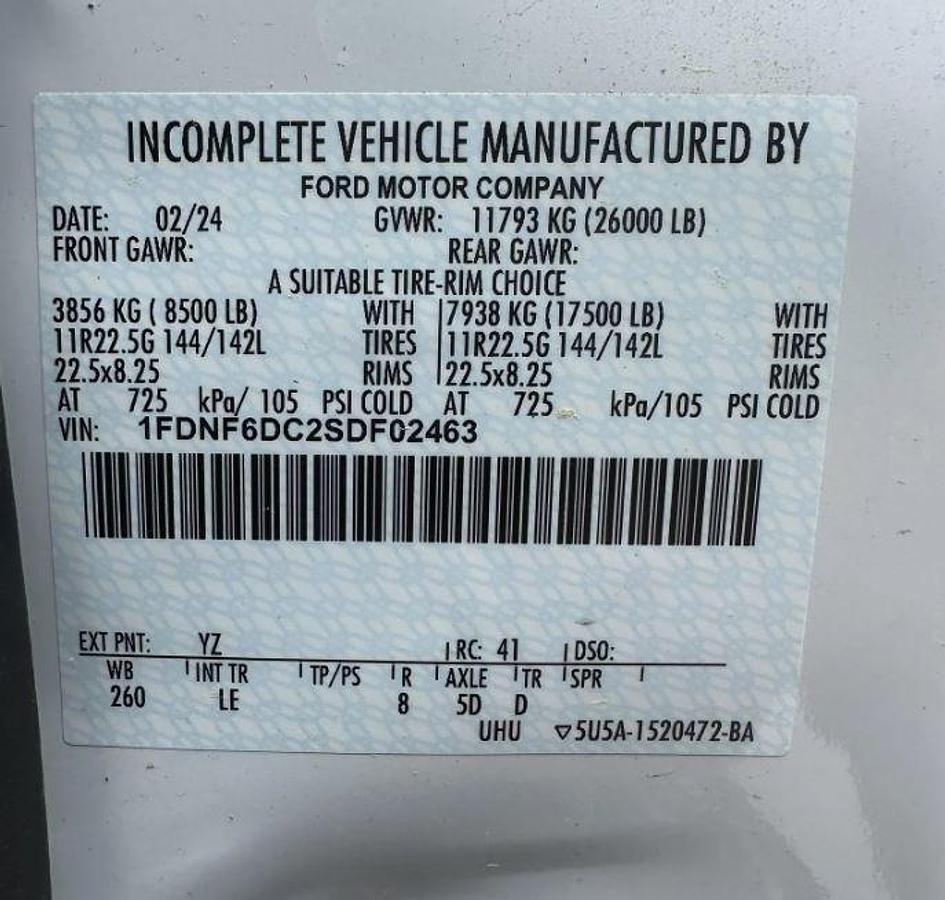 INCOMPLETE VEHICLE MANUFACTURED BY
FORD MOTOR COMPANY
DATE: 02/24 GVWR: 11793 KG (26000 LB)
FRONT GAWR: REAR GAWR:
A SUITABLE TIRE-RIM CHOICE
3856 KG ( 8500 LB) WITH 7938 KG (17500 LB) WITH
11R22.5G 144/142L TIRES 11R22.5G 144/142L TIRES
22.5x8.25 RIMS 22.5x8.25 RIMS
AT 725 kPa/ 105 PSI COLD AT 725 kPa/105 PSI COLD
VIN: 1FDNF6DC2SDF02463
EXT PNT: YZ RC: 41 DSO:
WB INT TR TP/PS R AXLE TR SPR
260 LE 8 5D D
UHU ▽5U5A-1520472-BA